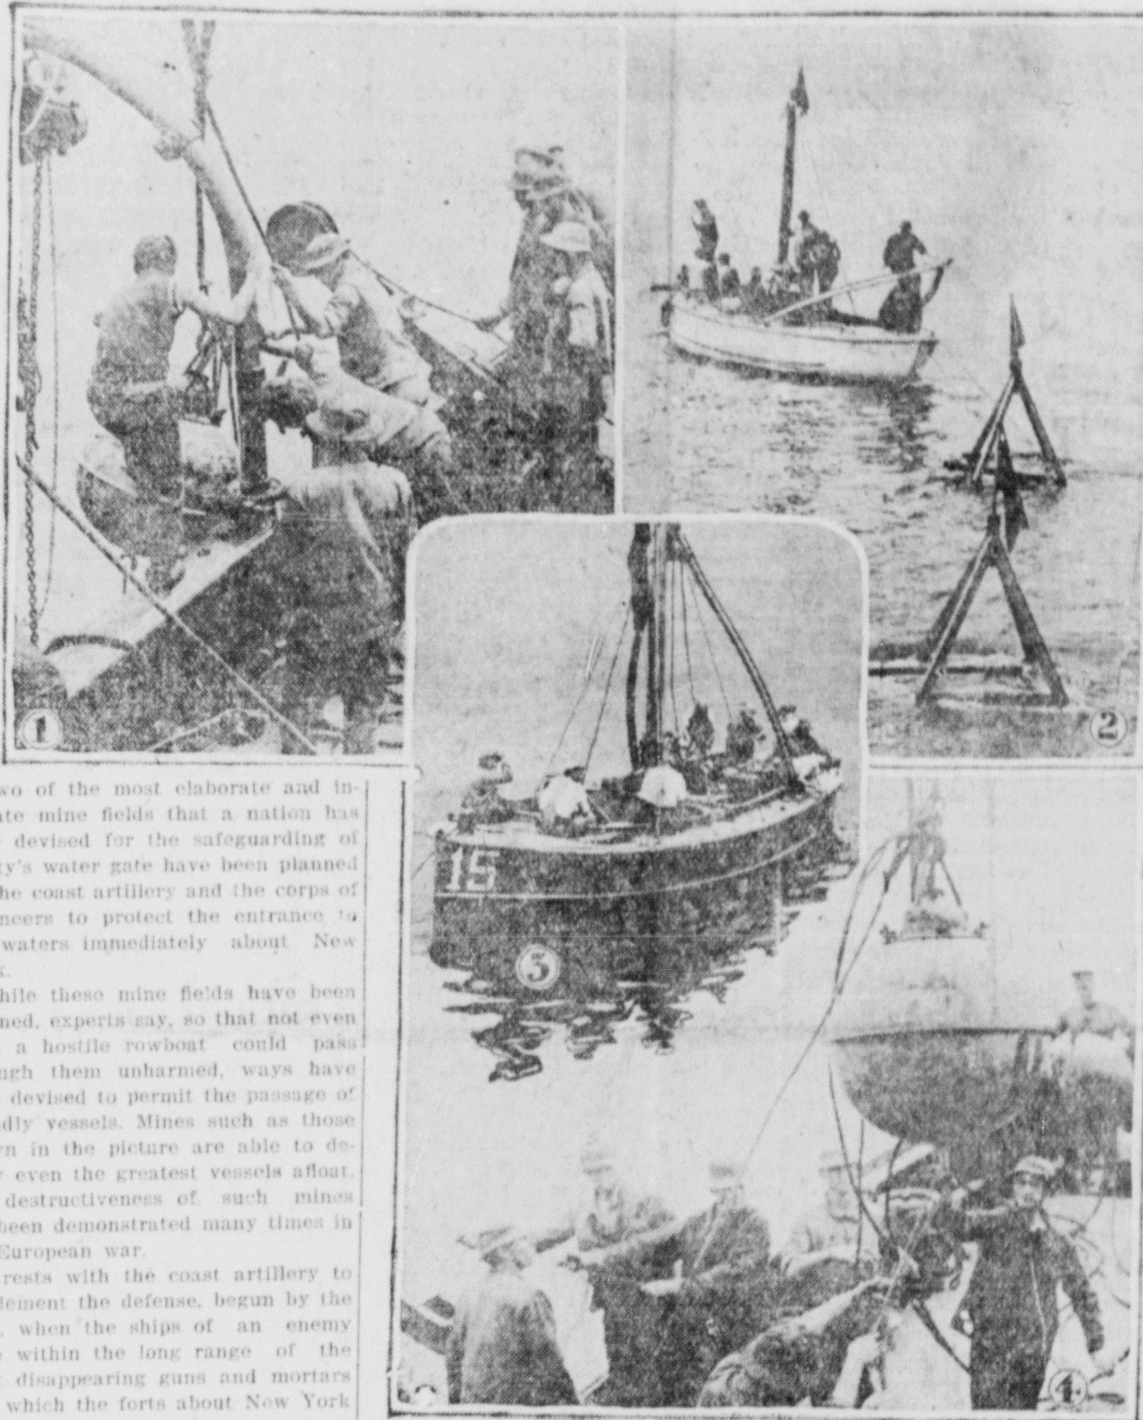 1
2
3
15
4
wo of the most elaborate and in-
ate mine fields that a nation has
devised for the safeguarding of
ty's water gate have been planned
he coast artillery and the corps of
neers to protect the entrance to
waters immediately about New
k.
hile these mine fields have been
ned, experts say, so that not even
a hostile rowboat could pass
ugh them unharmed, ways have
devised to permit the passage of
dly vessels. Mines such as those
n in the picture are able to de-
y even the greatest vessels afloat.
destructiveness of such mines
been demonstrated many times in
European war.
rests with the coast artillery to
lement the defense, begun by the
, when the ships of an enemy
e within the long range of the
disappearing guns and mortars
which the forts about New York